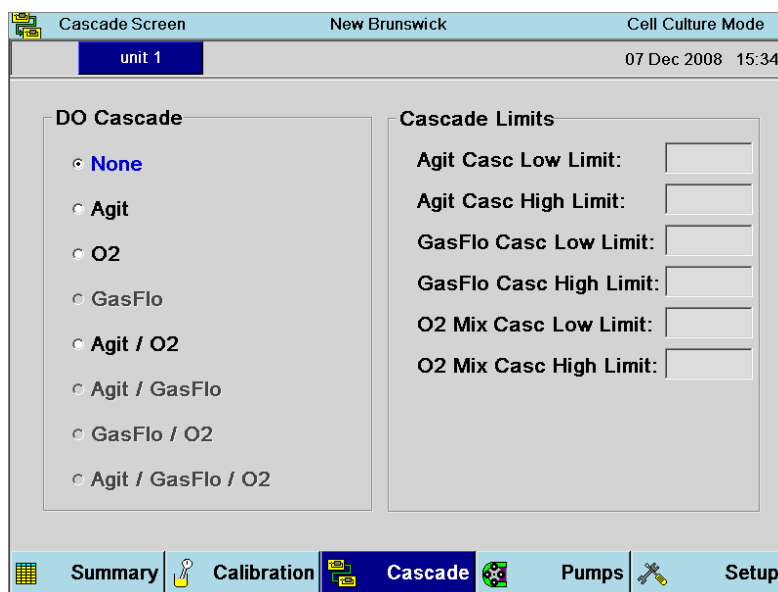 Cascade Screen New Brunswick Cell Culture Mode
unit 1 07 Dec 2008 15:34
DO Cascade
None
Agit
O2
GasFlo
Agit / O2
Agit / GasFlo
GasFlo / O2
Agit / GasFlo / O2
Cascade Limits
Agit Casc Low Limit:
Agit Casc High Limit:
GasFlo Casc Low Limit:
GasFlo Casc High Limit:
O2 Mix Casc Low Limit:
O2 Mix Casc High Limit:
Summary Calibration Cascade Pumps Setup